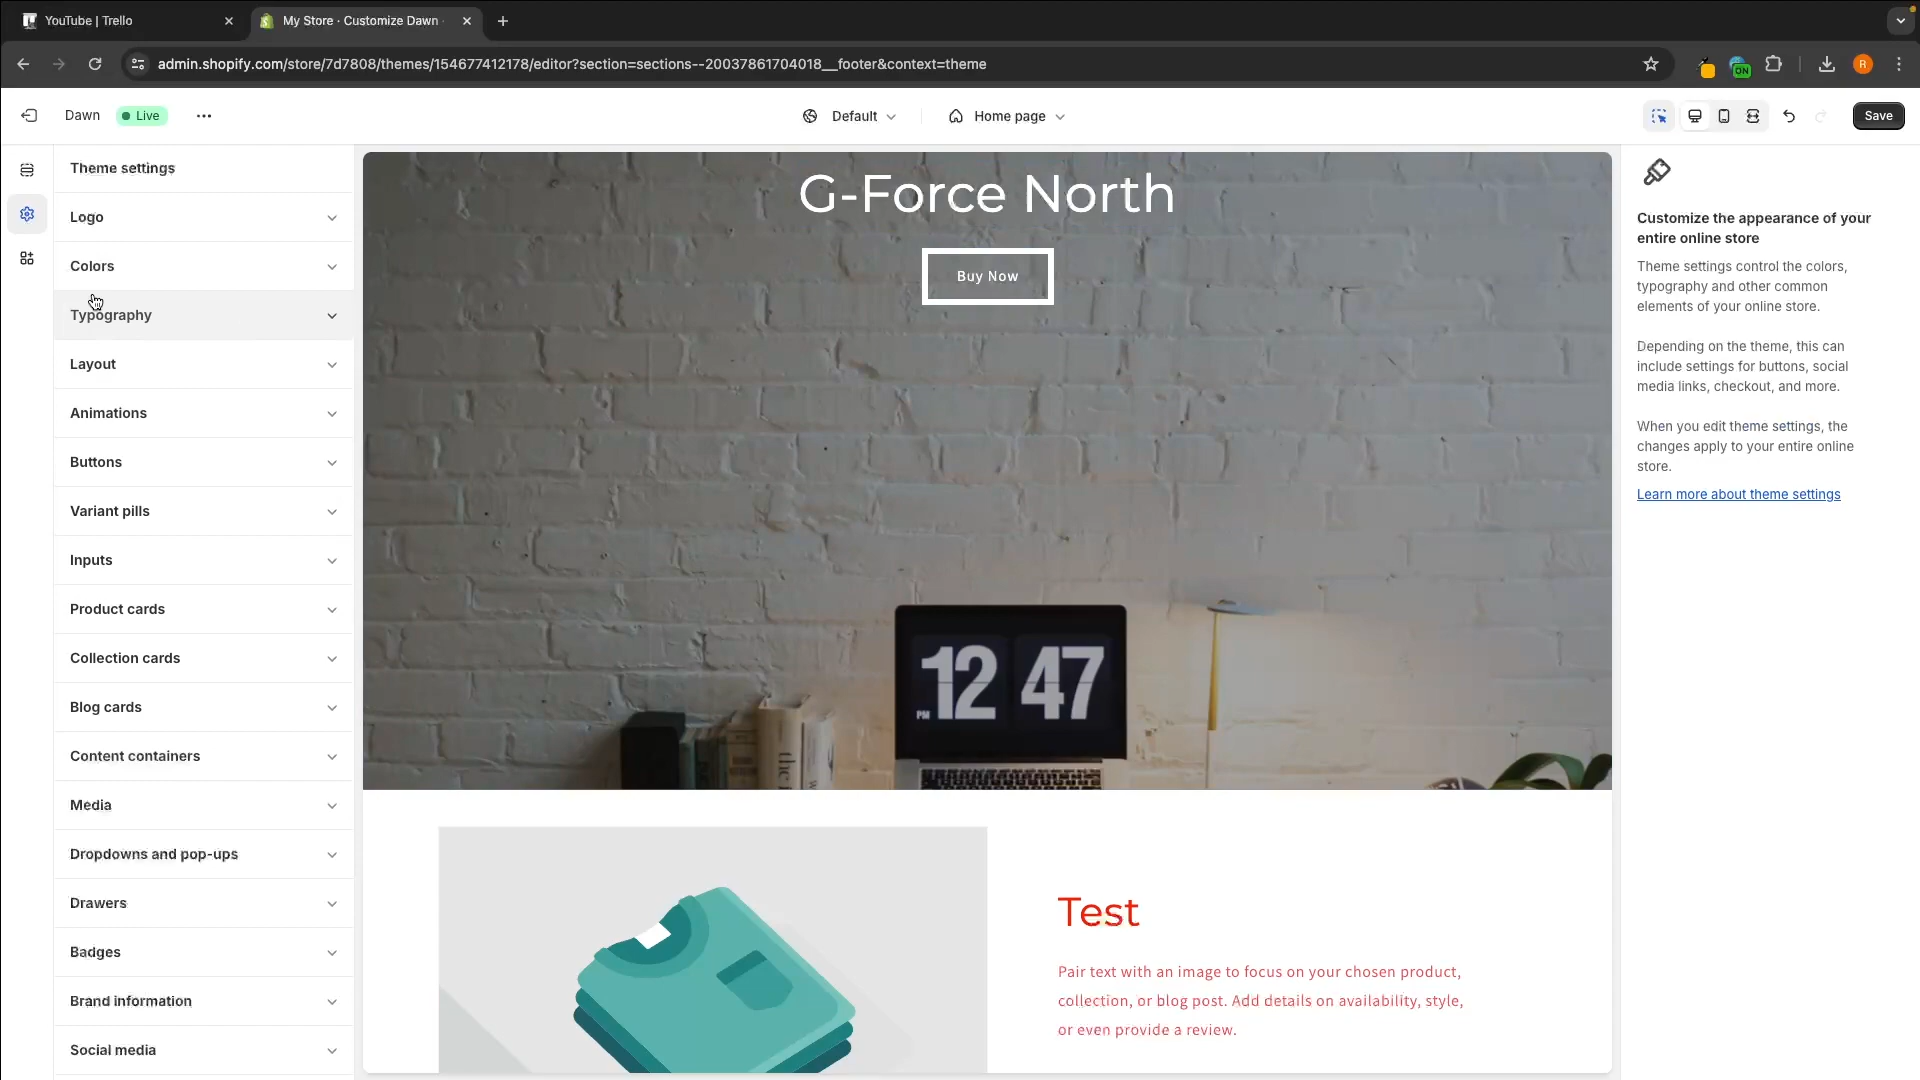 YouTube | Trello
My Store · Customize Dawn ·
admin.shopify.com/store/7d7808/themes/154677412178/editor?section=sections--20037861704018__footer&context=theme
ON
R
Dawn
Live
Default
Home page
Save
Theme settings
Logo
Colors
Typography
Layout
Animations
Buttons
Variant pills
Inputs
Product cards
Collection cards
Blog cards
Content containers
Media
Dropdowns and pop-ups
Drawers
Badges
Brand information
Social media
G-Force North
Buy Now
PM 12 47
Test
Pair text with an image to focus on your chosen product,
collection, or blog post. Add details on availability, style,
or even provide a review.
Customize the appearance of your
entire online store
Theme settings control the colors,
typography and other common
elements of your online store.
Depending on the theme, this can
include settings for buttons, social
media links, checkout, and more.
When you edit theme settings, the
changes apply to your entire online
store.
Learn more about theme settings